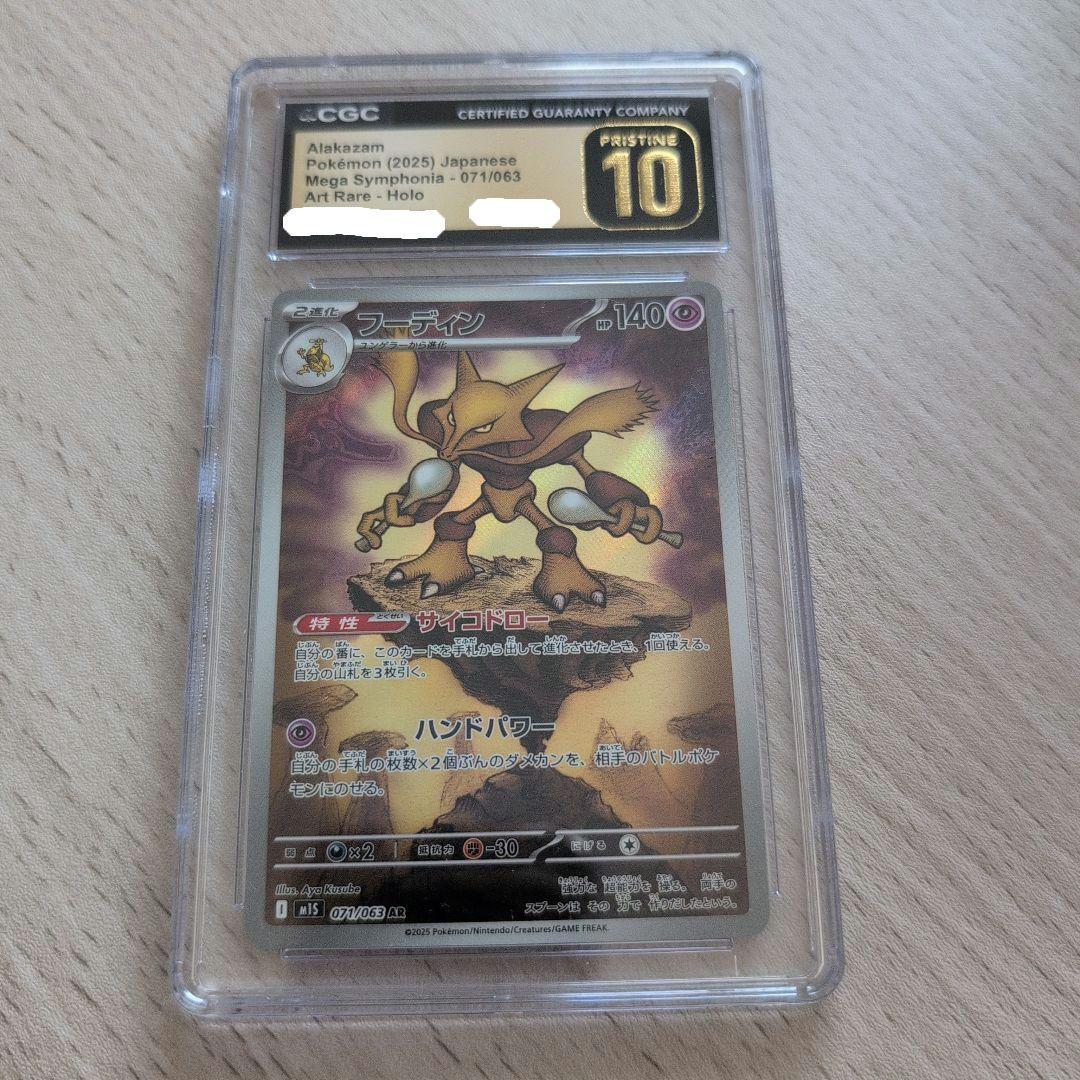 CGC CERTIFIED GUARANTY COMPANY
Alakazam
Pokémon (2025) Japanese
Mega Symphonia - 071/063
Art Rare - Holo
PRISTINE
10
2進化 フーディン HP 140
ユンゲラーから進化
特性 とくせい サイコドロー
自分の番に、このカードを手札から出して進化させたとき、1回使える。
自分の山札を3枚引く。
ハンドパワー
自分の手札の枚数×2個ぶんのダメカンを、相手のバトルポケ
モンにのせる。
弱点 ×2 抵抗力 -30 にげる
Illus. Aya Kusube
強力な 超能力を 操る。 両手の
スプーンは その 力で 作りだしたという。
I M1S 071/063 AR
©2025 Pokémon/Nintendo/Creatures/GAME FREAK.